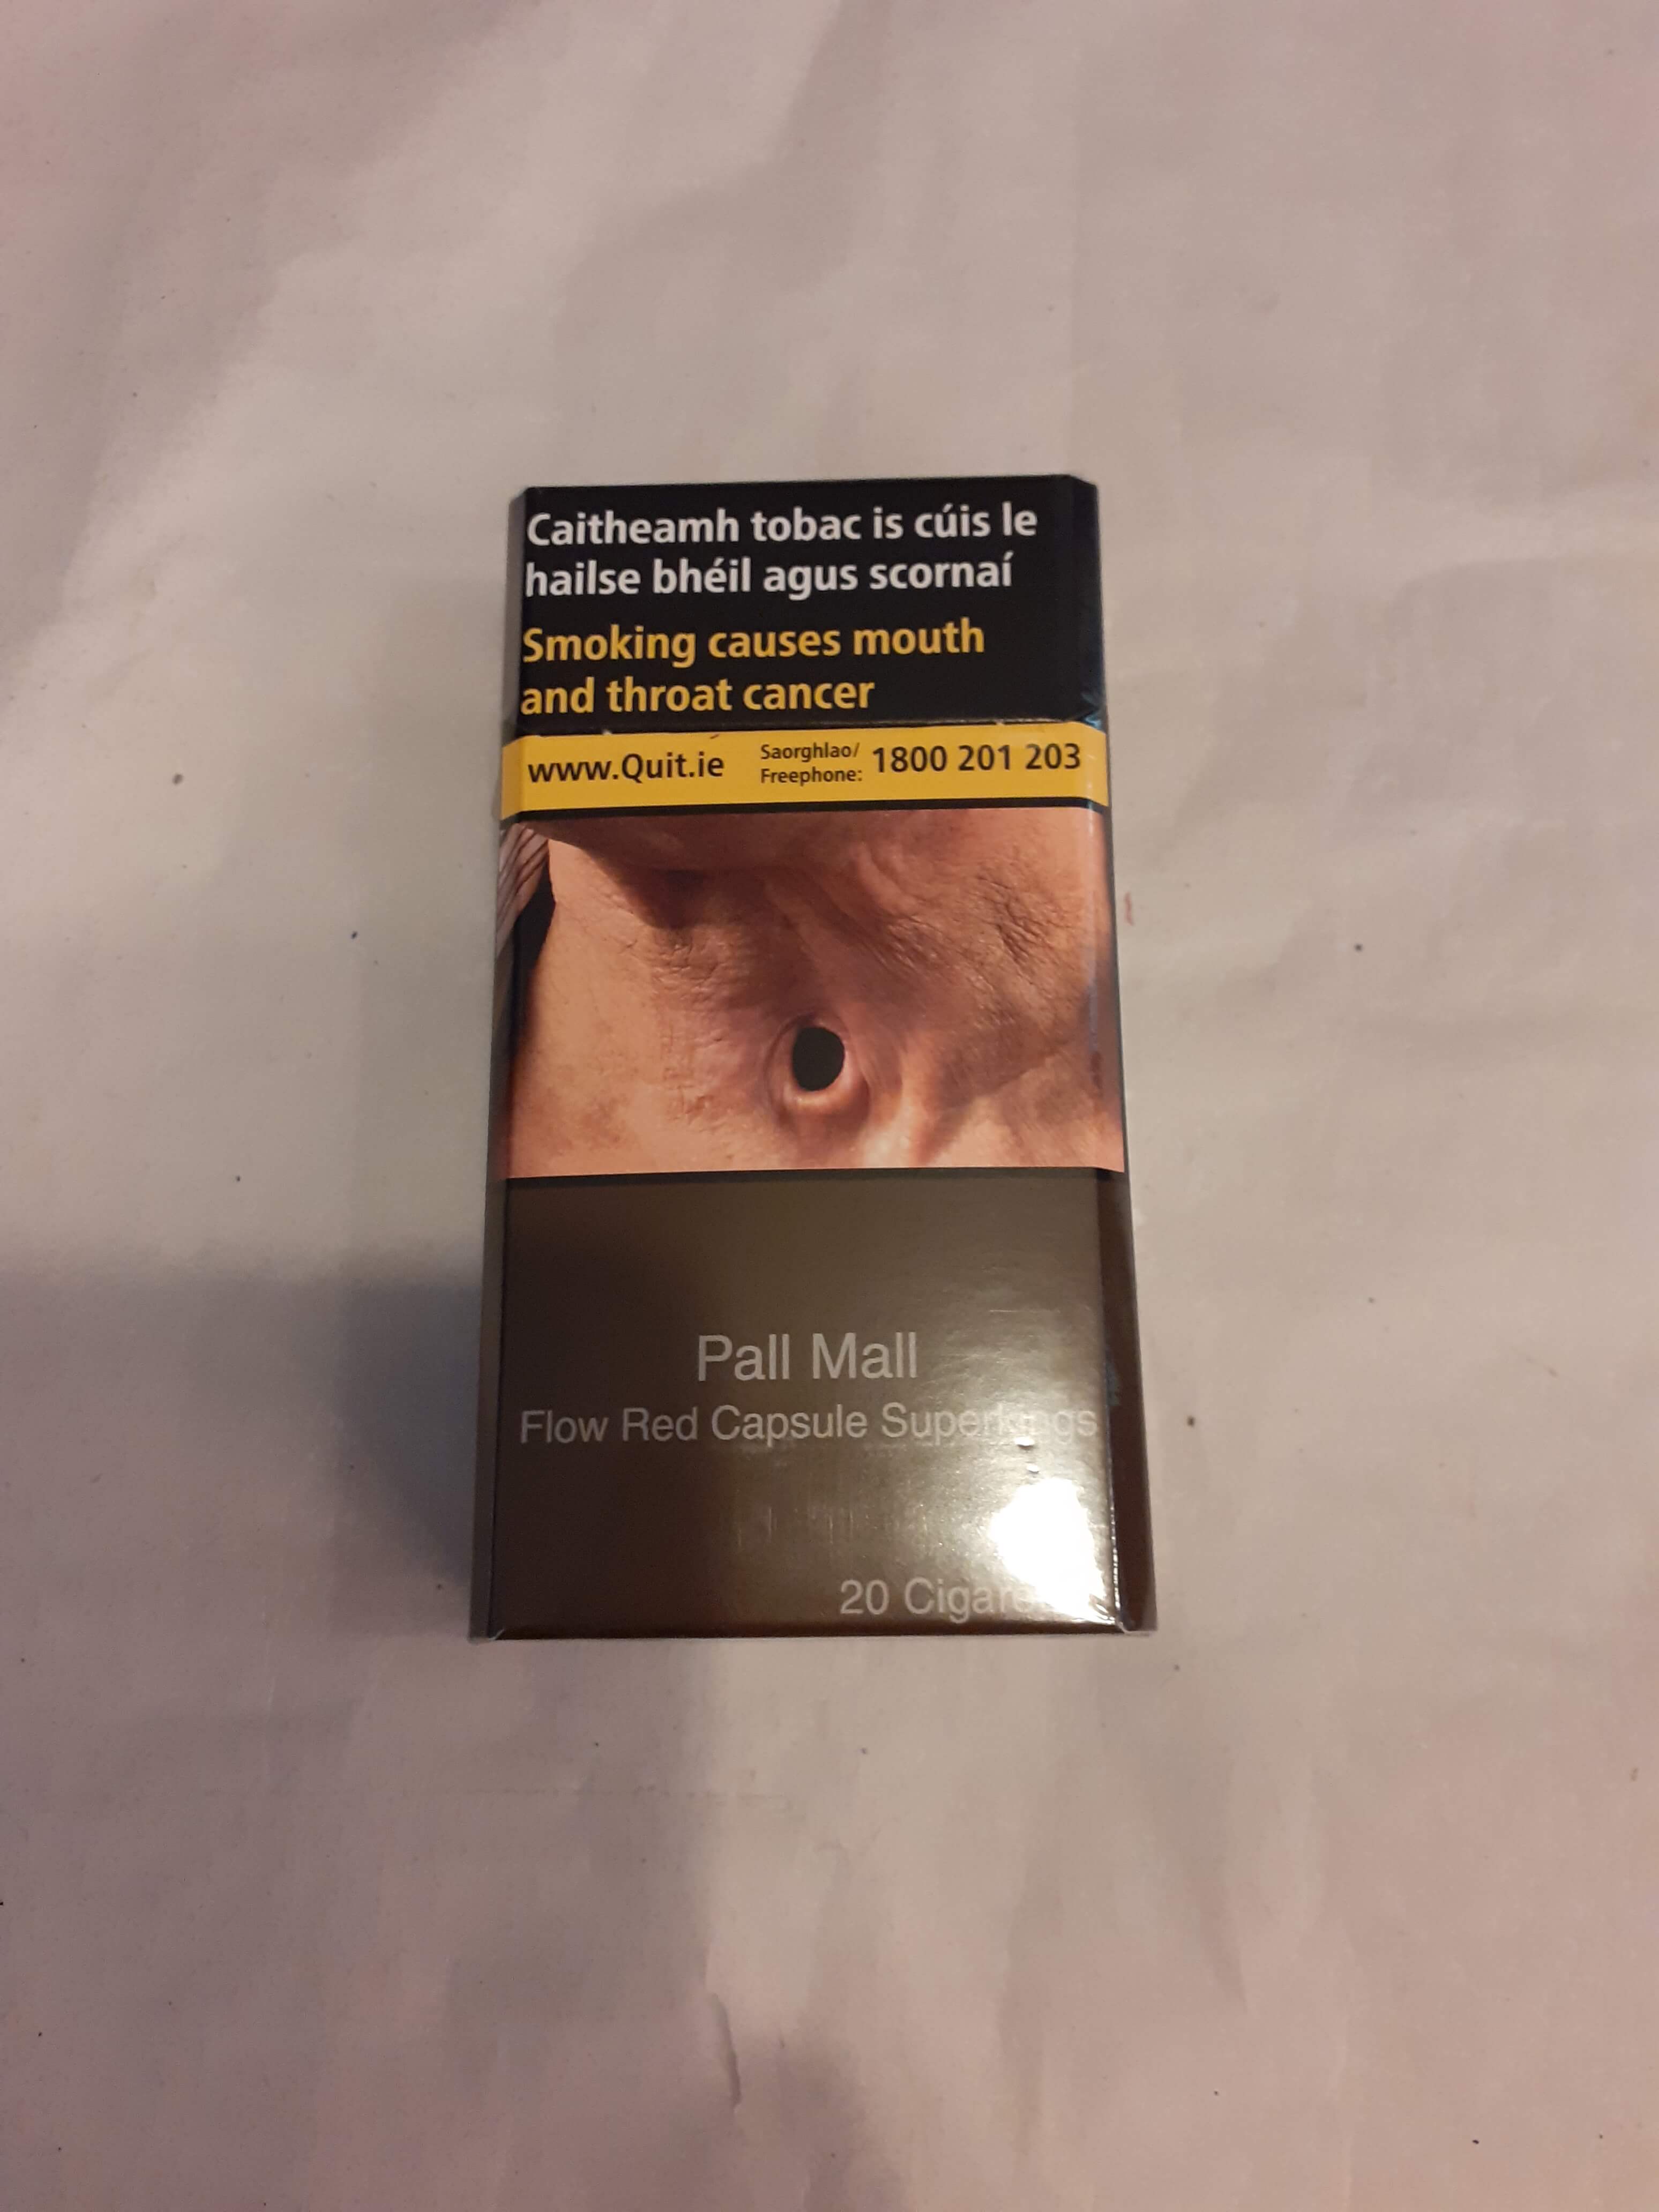 Caitheamh tobac is cúis le
hailse bhéil agus scornaí
Smoking causes mouth
and throat cancer
www.Quit.ie Saorghlao/ Freephone: 1800 201 203
Pall Mall
Flow Red Capsule Superkings
20